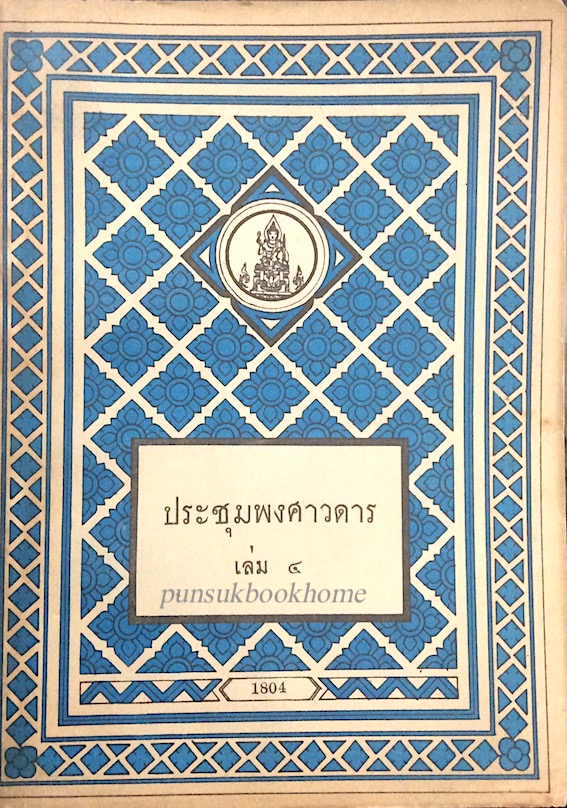 ประชุมพงศาวดาร
เล่ม ๔
punsukbookhome
1804